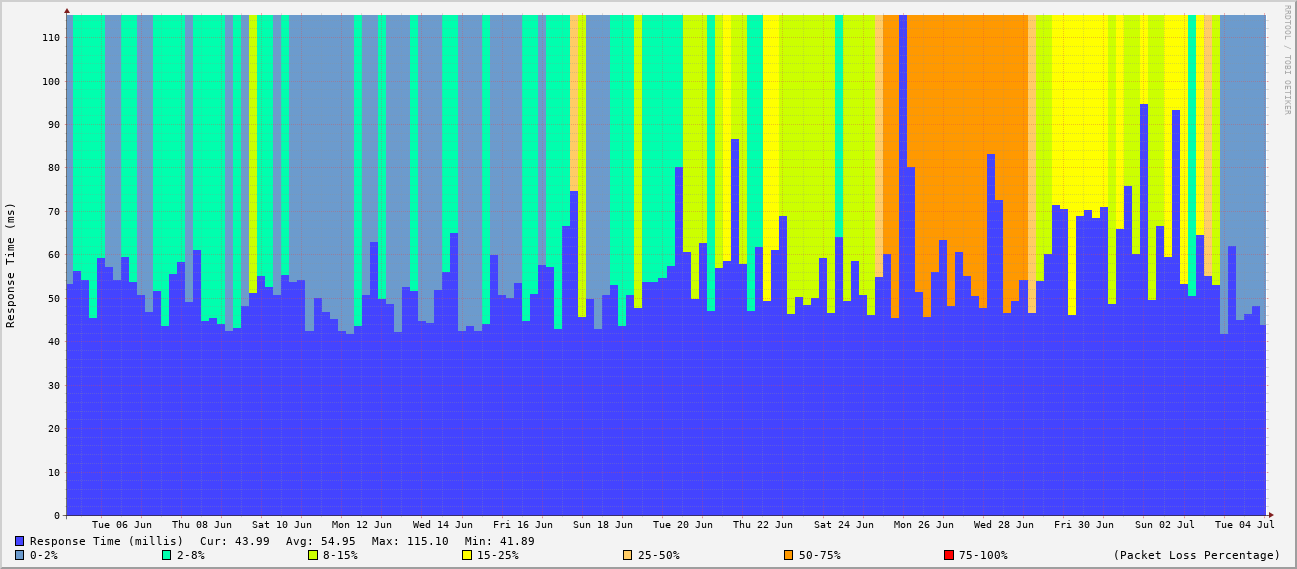 RRDTOOL / TOBI OETIKER
Response Time (ms)
110
100
90
80
70
60
50
40
30
20
10
0
Tue 06 Jun Thu 08 Jun Sat 10 Jun Mon 12 Jun Wed 14 Jun Fri 16 Jun Sun 18 Jun Tue 20 Jun Thu 22 Jun Sat 24 Jun Mon 26 Jun Wed 28 Jun Fri 30 Jun Sun 02 Jul Tue 04 Jul
Response Time (millis) Cur: 43.99 Avg: 54.95 Max: 115.10 Min: 41.89
0-2% 2-8% 8-15% 15-25% 25-50% 50-75% 75-100% (Packet Loss Percentage)